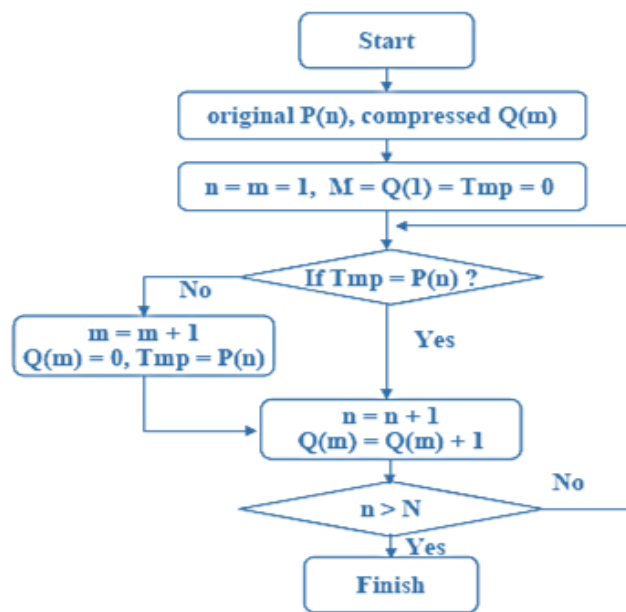 Start
original P(n), compressed Q(m)
n = m = 1, M = Q(1) = Tmp = 0
If Tmp = P(n) ?
No
m = m + 1
Q(m) = 0, Tmp = P(n)
Yes
n = n + 1
Q(m) = Q(m) + 1
n > N
No
Yes
Finish